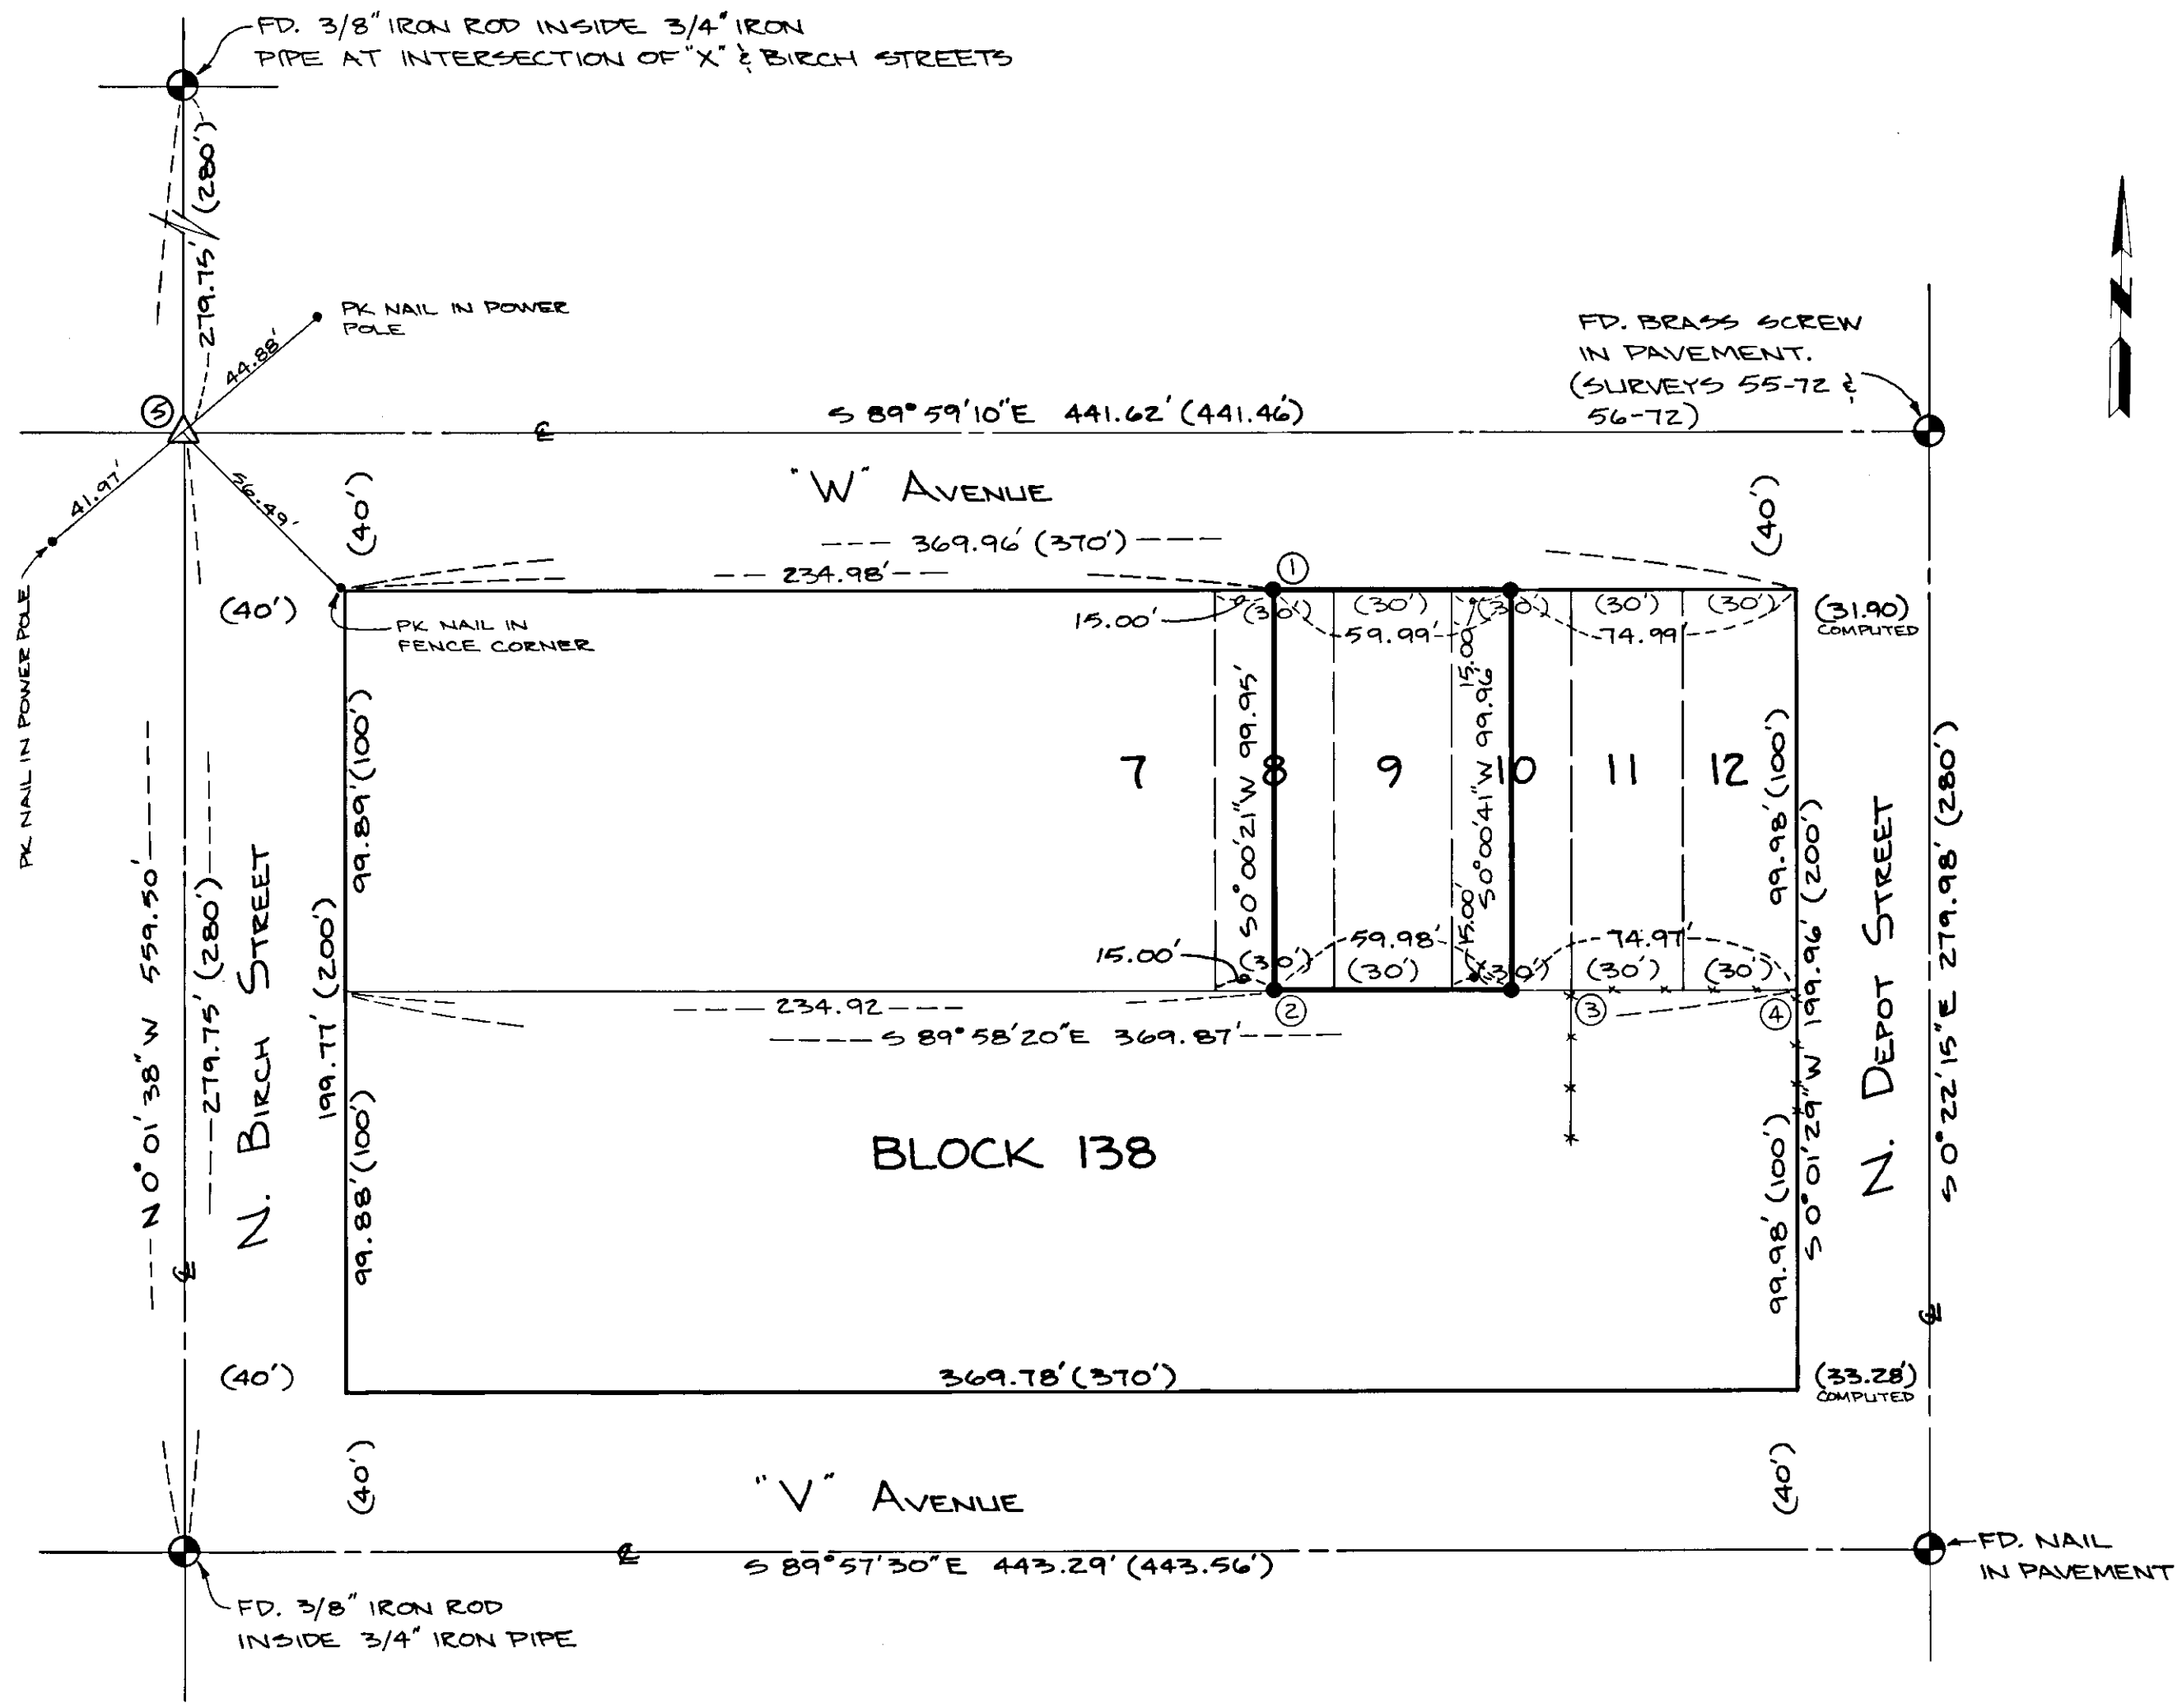 FD. 3/8" IRON ROD INSIDE 3/4" IRON
PIPE AT INTERSECTION OF "X" & BIRCH STREETS
279.75' (280')
PK NAIL IN POWER
POLE
44.88'
FD. BRASS SCREW
IN PAVEMENT.
(SURVEYS 55-72 &
56-72)
N
5
S 89°59'10"E 441.62' (441.46)
℄
41.97'
56.49'
PK NAIL IN POWER POLE
(40')
"W" AVENUE
(40')
369.96' (370')
234.98'
1
(40')
PK NAIL IN
FENCE CORNER
15.00'
(30')
(30')
(30')
(30')
(30')
59.99'
74.99'
15.00'
(31.90)
COMPUTED
99.89' (100')
7
8
9
10
11
12
S0°00'21"W 99.95'
S0°00'41"W 99.96'
99.98' (100')
199.77' (200')
15.00'
(30')
59.98'
(30')
15.00'
(30')
74.97'
(30')
(30')
234.92
2
3
4
S 89°58'20"E 369.87'
N 0°01'38"W 559.50'
279.75' (280')
N. BIRCH STREET
℄
BLOCK 138
99.88' (100')
99.98' (100')
S 0°01'29"W 199.96' (200')
N. DEPOT STREET
S 0°22'15"E 279.98' (280')
℄
(40')
369.78' (370')
(33.28')
COMPUTED
(40')
"V" AVENUE
(40')
℄
S 89°57'30"E 443.29' (443.56')
FD. NAIL
IN PAVEMENT
FD. 3/8" IRON ROD
INSIDE 3/4" IRON PIPE